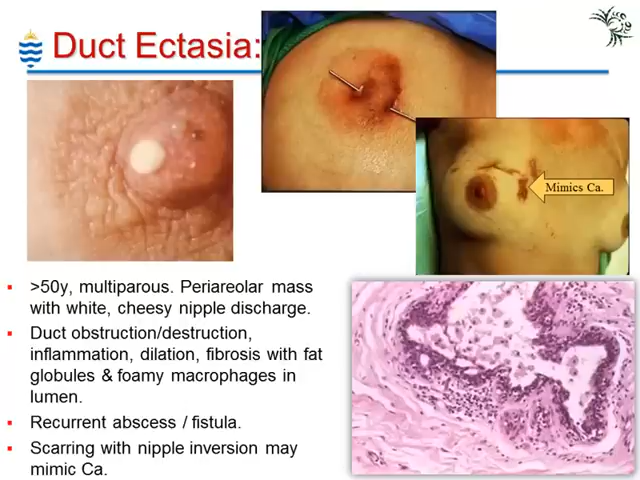 Duct Ectasia:
Mimics Ca.
▪ >50y, multiparous. Periareolar mass
with white, cheesy nipple discharge.
▪ Duct obstruction/destruction,
inflammation, dilation, fibrosis with fat
globules & foamy macrophages in
lumen.
▪ Recurrent abscess / fistula.
▪ Scarring with nipple inversion may
mimic Ca.